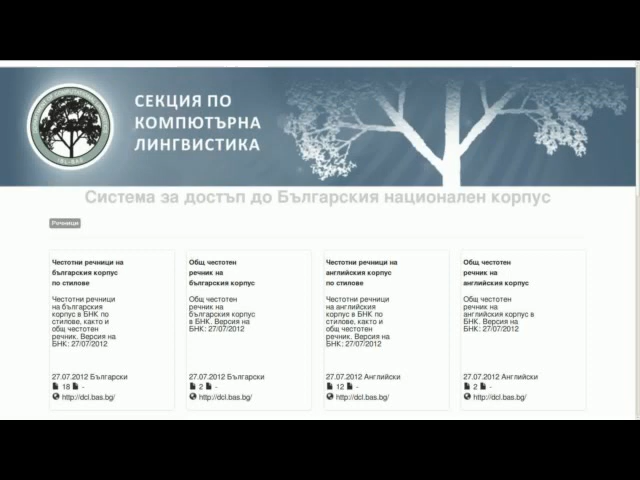 СЕКЦИЯ ПО
КОМПЮТЪРНА
ЛИНГВИСТИКА
IBL-BAS
Система за достъп до Българския национален корпус
Речници
Честотни речници на
българския корпус
по стилове
Честотни речници
на българския
корпус в БНК по
стилове, както и
общ честотен
речник. Версия на
БНК: 27/07/2012
27.07.2012 Български
18 -
http://dcl.bas.bg/
Общ честотен
речник на
българския корпус
Общ честотен
речник на
българския корпус
в БНК. Версия на
БНК: 27/07/2012
27.07.2012 Български
2 -
http://dcl.bas.bg/
Честотни речници на
английския корпус
по стилове
Честотни речници
на английския
корпус в БНК по
стилове, както и
общ честотен
речник. Версия на
БНК: 27/07/2012
27.07.2012 Английски
12 -
http://dcl.bas.bg/
Общ честотен
речник на
английския корпус
Общ честотен
речник на
английския корпус в
БНК. Версия на
БНК: 27/07/2012
27.07.2012 Английски
2 -
http://dcl.bas.bg/